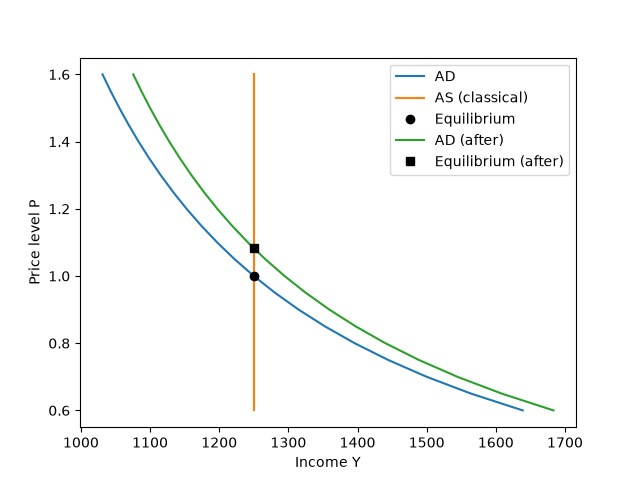 AD
AS (classical)
Equilibrium
AD (after)
Equilibrium (after)
1.6
1.4
1.2
1.0
0.8
0.6
Price level P
1000 1100 1200 1300 1400 1500 1600 1700
Income Y